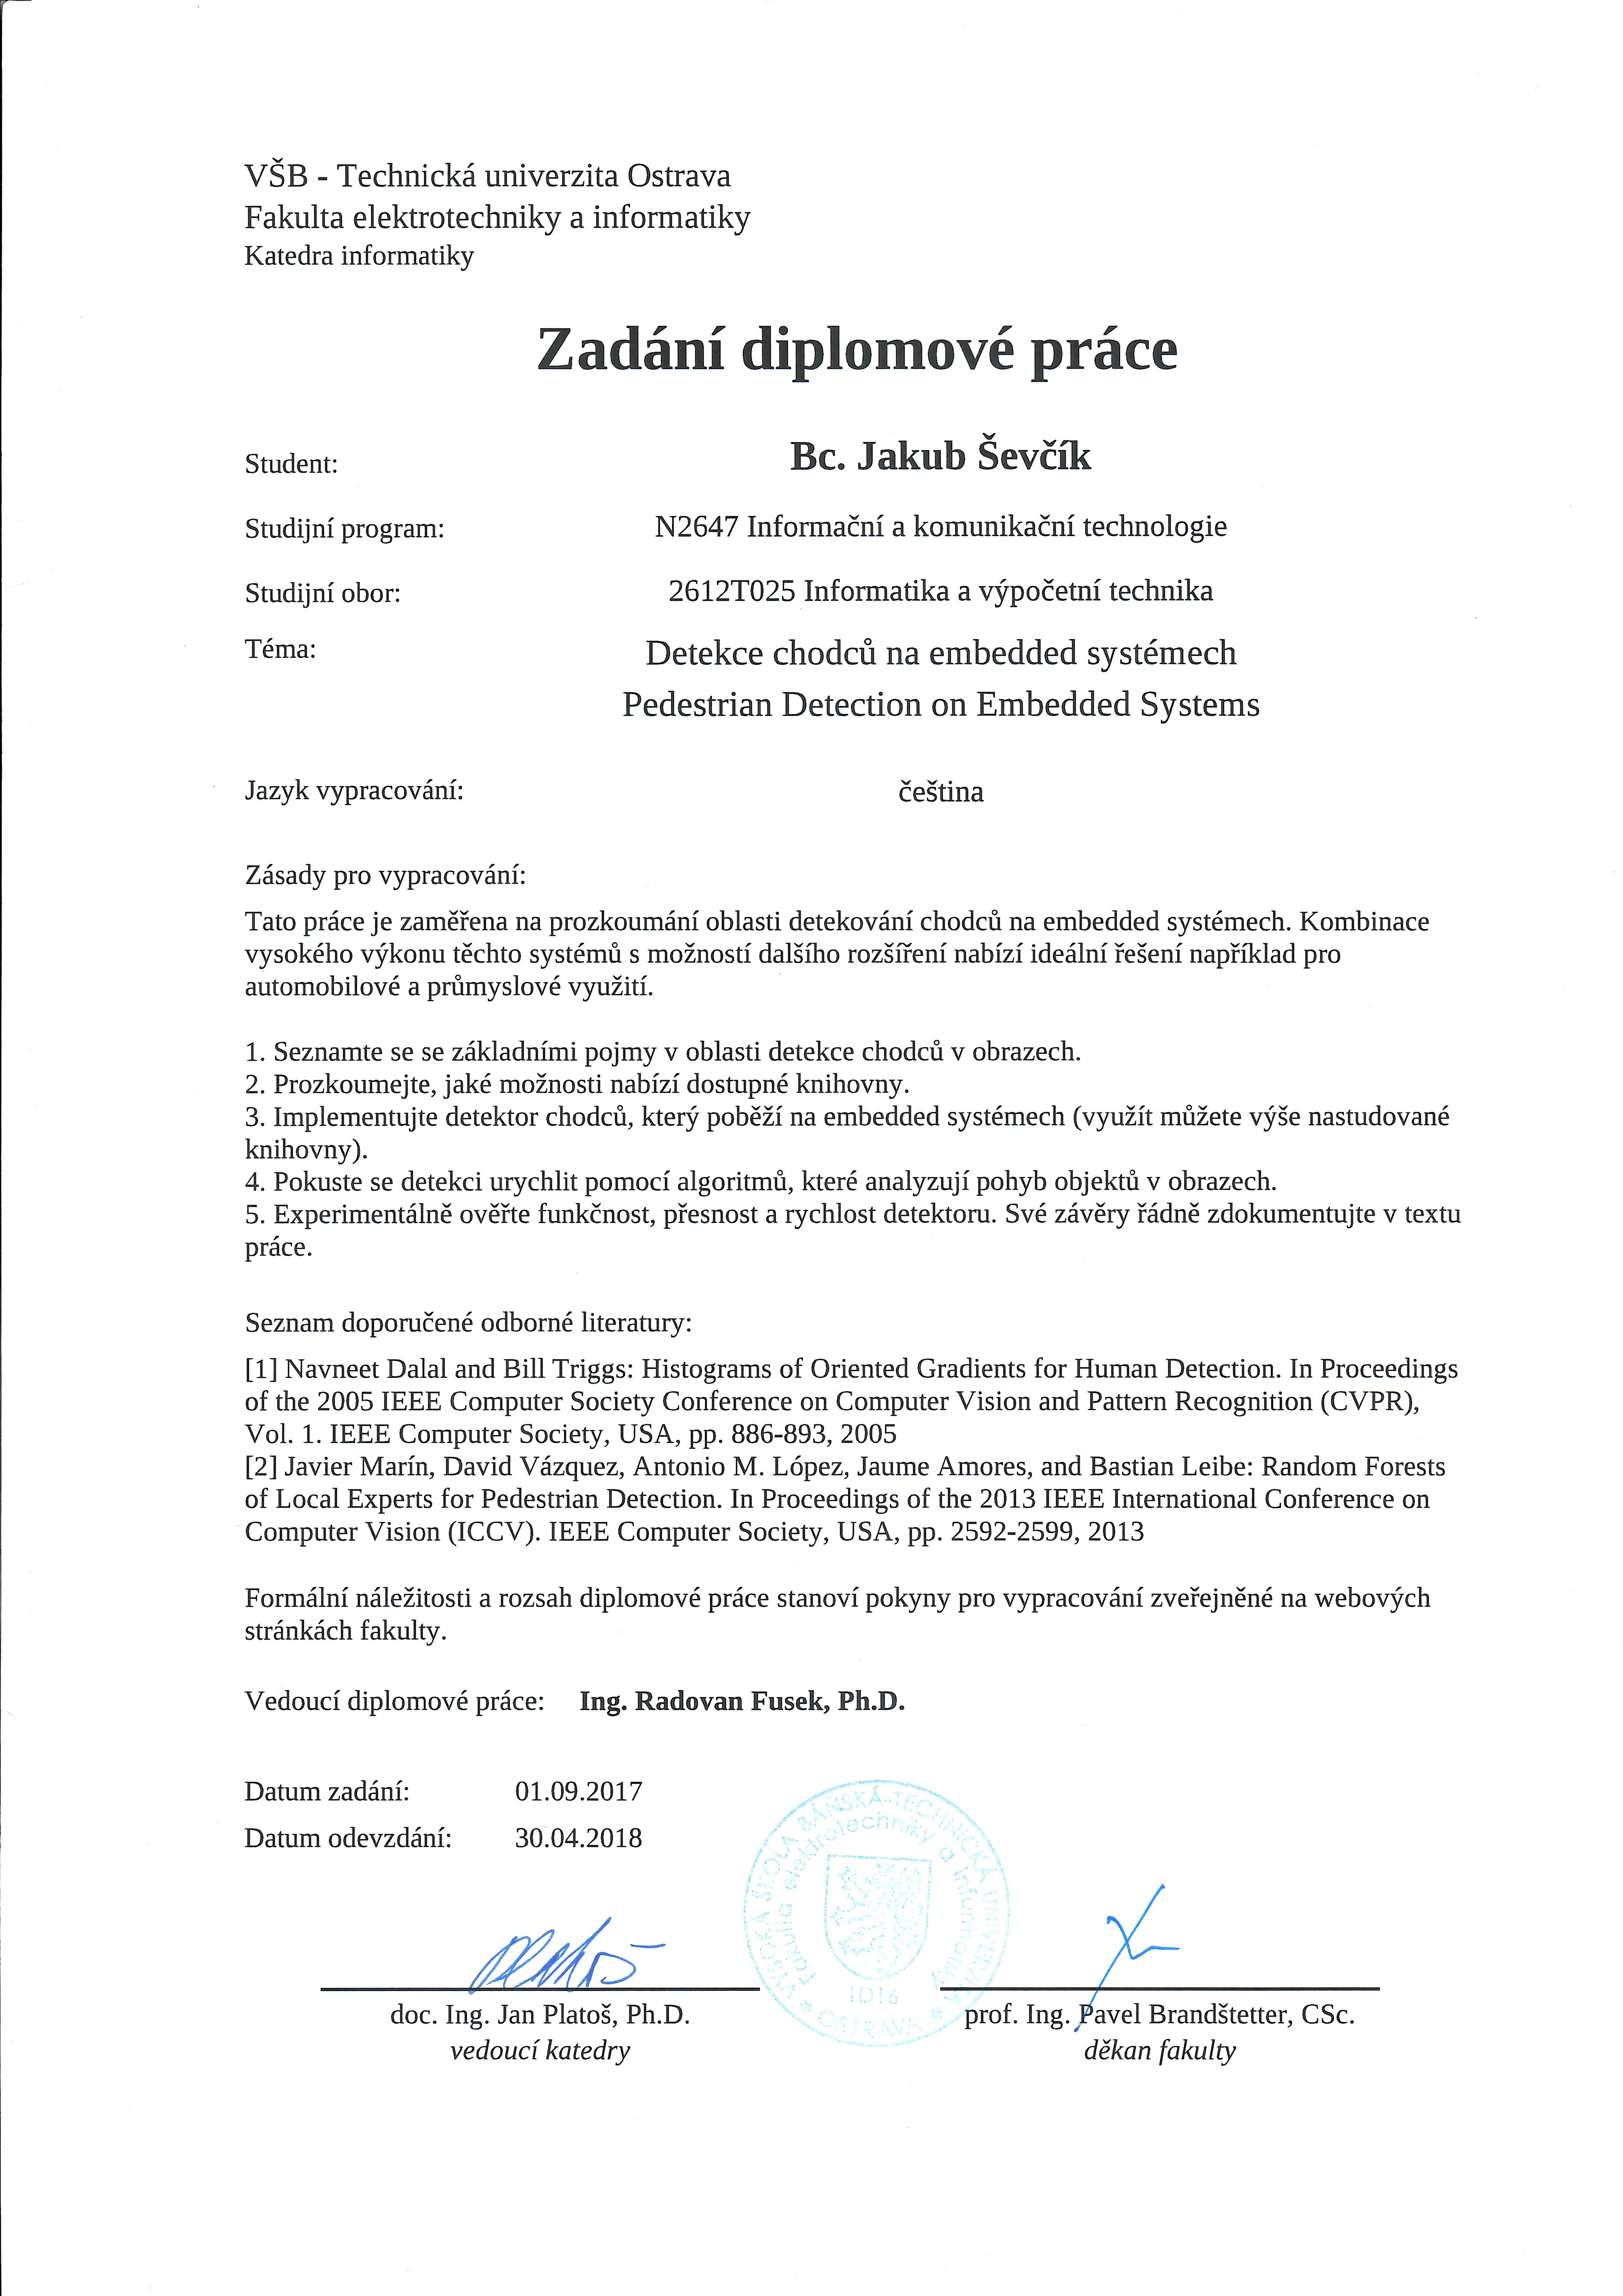 VŠB - Technická univerzita Ostrava
Fakulta elektrotechniky a informatiky
Katedra informatiky
Zadání diplomové práce
Student: Bc. Jakub Ševčík
Studijní program: N2647 Informační a komunikační technologie
Studijní obor: 2612T025 Informatika a výpočetní technika
Téma: Detekce chodců na embedded systémech
Pedestrian Detection on Embedded Systems
Jazyk vypracování: čeština
Zásady pro vypracování:
Tato práce je zaměřena na prozkoumání oblasti detekování chodců na embedded systémech. Kombinace
vysokého výkonu těchto systémů s možností dalšího rozšíření nabízí ideální řešení například pro
automobilové a průmyslové využití.
1. Seznamte se se základními pojmy v oblasti detekce chodců v obrazech.
2. Prozkoumejte, jaké možnosti nabízí dostupné knihovny.
3. Implementujte detektor chodců, který poběží na embedded systémech (využít můžete výše nastudované
knihovny).
4. Pokuste se detekci urychlit pomocí algoritmů, které analyzují pohyb objektů v obrazech.
5. Experimentálně ověřte funkčnost, přesnost a rychlost detektoru. Své závěry řádně zdokumentujte v textu
práce.
Seznam doporučené odborné literatury:
[1] Navneet Dalal and Bill Triggs: Histograms of Oriented Gradients for Human Detection. In Proceedings
of the 2005 IEEE Computer Society Conference on Computer Vision and Pattern Recognition (CVPR),
Vol. 1. IEEE Computer Society, USA, pp. 886-893, 2005
[2] Javier Marín, David Vázquez, Antonio M. López, Jaume Amores, and Bastian Leibe: Random Forests
of Local Experts for Pedestrian Detection. In Proceedings of the 2013 IEEE International Conference on
Computer Vision (ICCV). IEEE Computer Society, USA, pp. 2592-2599, 2013
Formální náležitosti a rozsah diplomové práce stanoví pokyny pro vypracování zveřejněné na webových
stránkách fakulty.
Vedoucí diplomové práce: Ing. Radovan Fusek, Ph.D.
Datum zadání: 01.09.2017
Datum odevzdání: 30.04.2018
VYSOKÁ ŠKOLA BÁŇSKÁ-TECHNICKÁ UNIVERZITA * OSTRAVA *
Fakulta elektrotechniky a informatiky
ID16
doc. Ing. Jan Platoš, Ph.D.
vedoucí katedry
prof. Ing. Pavel Brandštetter, CSc.
děkan fakulty